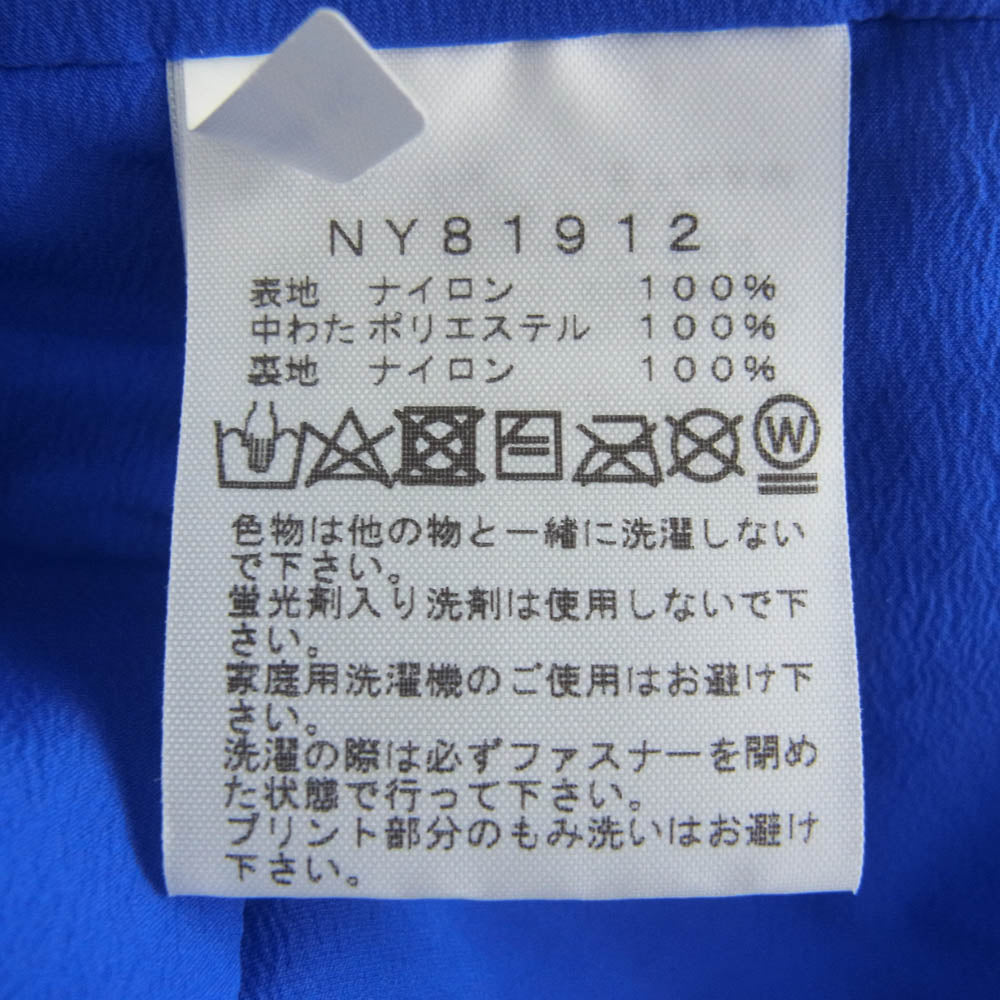 NY81912
表地 ナイロン 100%
中わた ポリエステル 100%
裏地 ナイロン 100%
W
色物は他の物と一緒に洗濯しない
で下さい。
蛍光剤入り洗剤は使用しないで下
さい。
家庭用洗濯機のご使用はお避け下
さい。
洗濯の際は必ずファスナーを閉め
た状態で行って下さい。
プリント部分のもみ洗いはお避け
下さい。